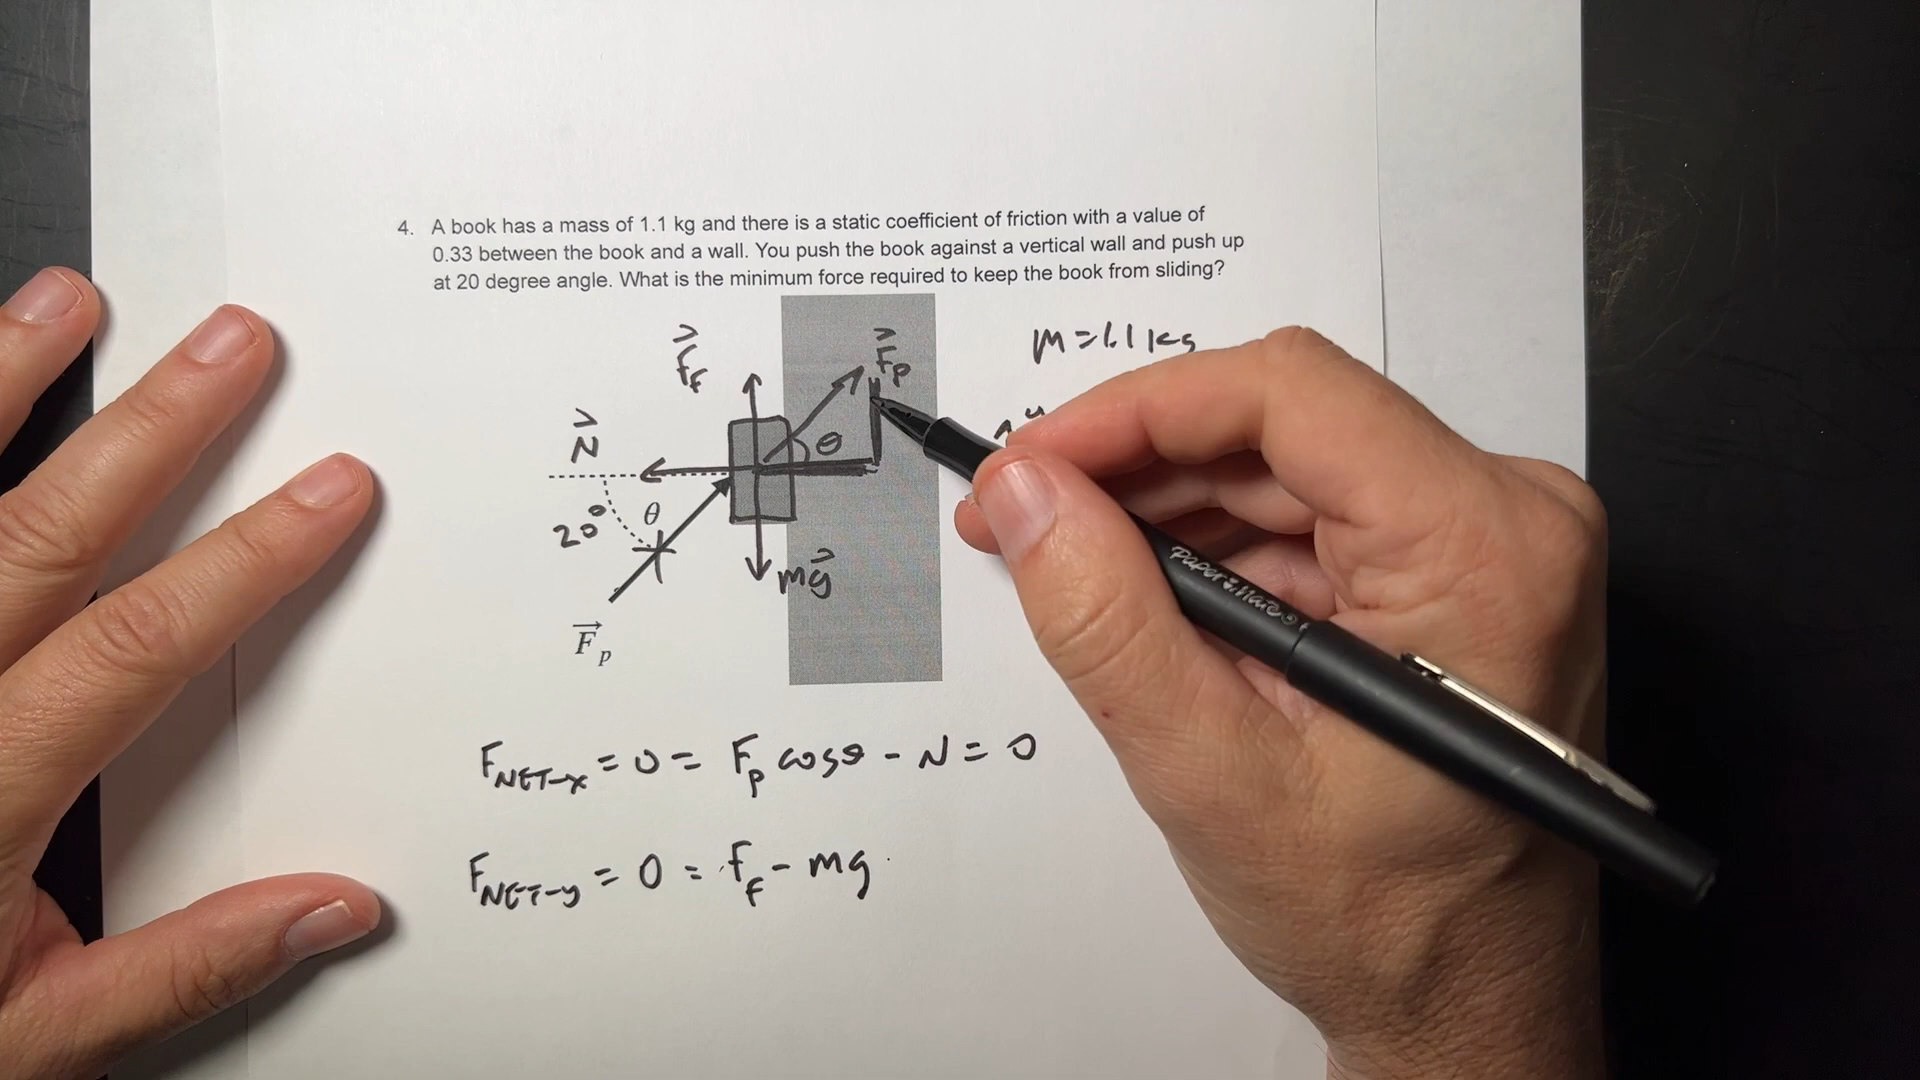 4. A book has a mass of 1.1 kg and there is a static coefficient of friction with a value of
0.33 between the book and a wall. You push the book against a vertical wall and push up
at 20 degree angle. What is the minimum force required to keep the book from sliding?
m = 1.1 kg
F⃗f
F⃗p
N⃗
θ
y
20°
θ
mg⃗
F⃗p
FNET-x = 0 = Fp cosθ - N = 0
FNET-y = 0 = Ff - mg
Paper Mate